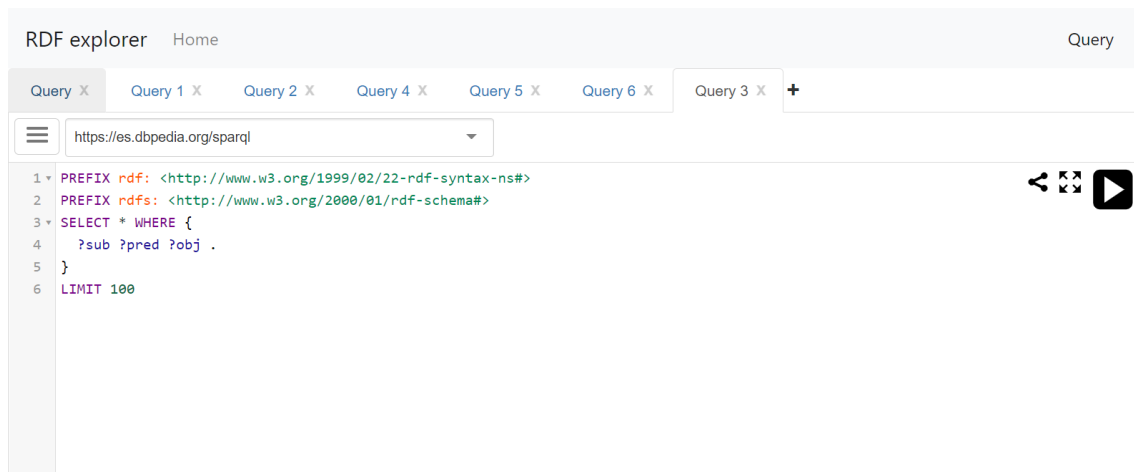 RDF explorer Home Query
Query X Query 1 X Query 2 X Query 4 X Query 5 X Query 6 X Query 3 X +
https://es.dbpedia.org/sparql
1 PREFIX rdf: <http://www.w3.org/1999/02/22-rdf-syntax-ns#>
2 PREFIX rdfs: <http://www.w3.org/2000/01/rdf-schema#>
3 SELECT * WHERE {
4 ?sub ?pred ?obj .
5 }
6 LIMIT 100